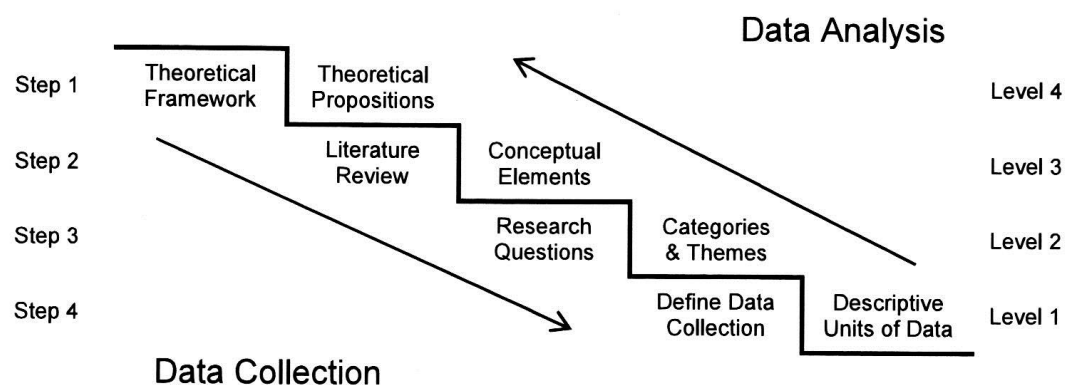 Data Analysis
Step 1
Theoretical
Framework
Theoretical
Propositions
Level 4
Step 2
Literature
Review
Conceptual
Elements
Level 3
Step 3
Research
Questions
Categories
& Themes
Level 2
Step 4
Define Data
Collection
Descriptive
Units of Data
Level 1
Data Collection